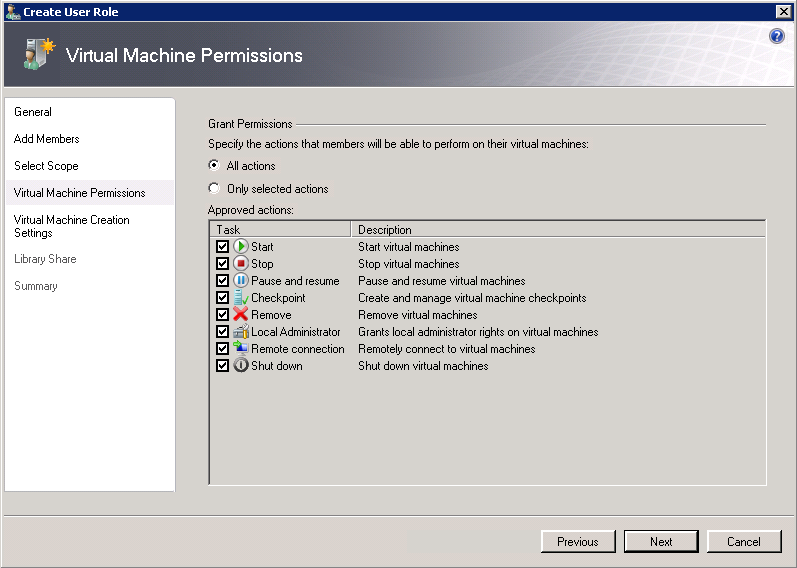 Create User Role
Virtual Machine Permissions
General
Add Members
Select Scope
Virtual Machine Permissions
Virtual Machine Creation
Settings
Library Share
Summary
Grant Permissions
Specify the actions that members will be able to perform on their virtual machines:
All actions
Only selected actions
Approved actions:
Task Description
Start Start virtual machines
Stop Stop virtual machines
Pause and resume Pause and resume virtual machines
Checkpoint Create and manage virtual machine checkpoints
Remove Remove virtual machines
Local Administrator Grants local administrator rights on virtual machines
Remote connection Remotely connect to virtual machines
Shut down Shut down virtual machines
Previous Next Cancel